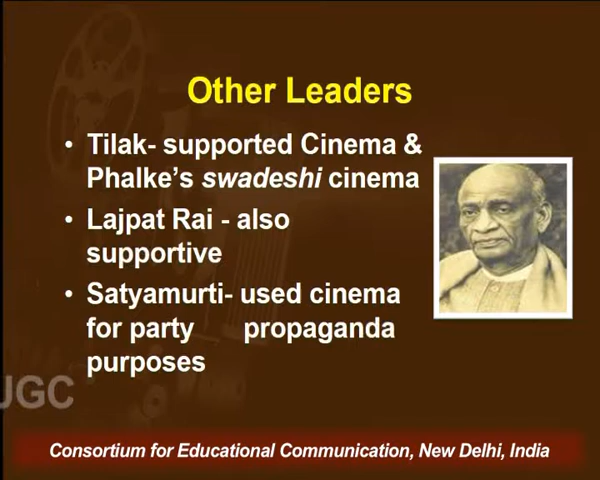 Other Leaders
• Tilak- supported Cinema &
Phalke's swadeshi cinema
• Lajpat Rai - also
supportive
• Satyamurti- used cinema
for party propaganda
purposes
UGC
Consortium for Educational Communication, New Delhi, India